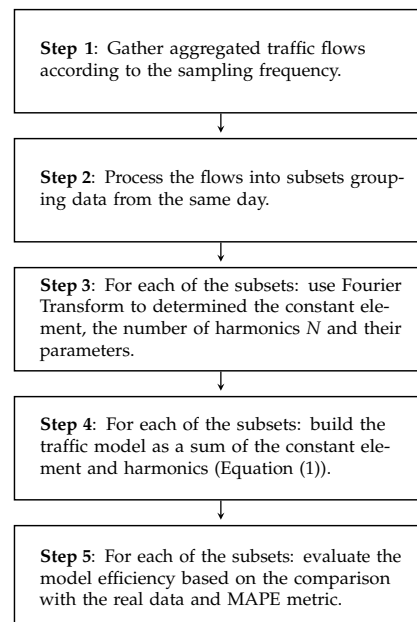 Step 1: Gather aggregated traffic flows
according to the sampling frequency.
Step 2: Process the flows into subsets group-
ing data from the same day.
Step 3: For each of the subsets: use Fourier
Transform to determined the constant ele-
ment, the number of harmonics N and their
parameters.
Step 4: For each of the subsets: build the
traffic model as a sum of the constant ele-
ment and harmonics (Equation (1)).
Step 5: For each of the subsets: evaluate the
model efficiency based on the comparison
with the real data and MAPE metric.